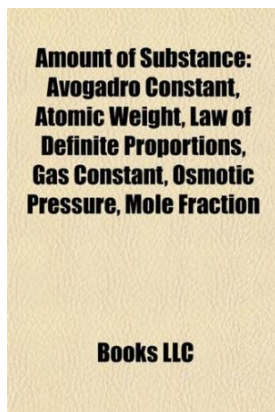 Amount of Substance:
Avogadro Constant,
Atomic Weight, Law of
Definite Proportions,
Gas Constant, Osmotic
Pressure, Mole Fraction
Books LLC